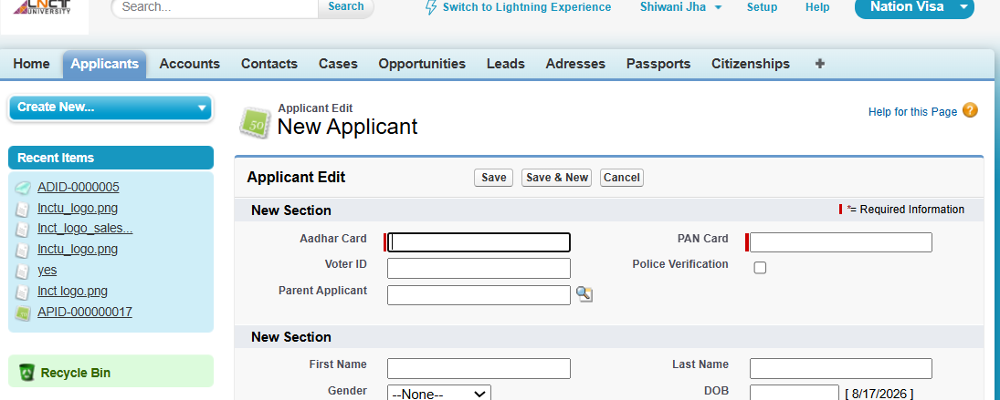 LNCT
UNIVERSITY
Search...
Search
Switch to Lightning Experience
Shiwani Jha
Setup
Help
Nation Visa
Home Applicants Accounts Contacts Cases Opportunities Leads Adresses Passports Citizenships +
Create New...
Recent Items
ADID-0000005
lnctu_logo.png
lnct_logo_sales...
lnctu_logo.png
yes
lnct logo.png
APID-000000017
Recycle Bin
50
Applicant Edit
New Applicant
Help for this Page ?
Applicant Edit Save Save & New Cancel
New Section * = Required Information
Aadhar Card PAN Card
Voter ID Police Verification
Parent Applicant
New Section
First Name Last Name
Gender --None-- DOB [ 8/17/2026 ]